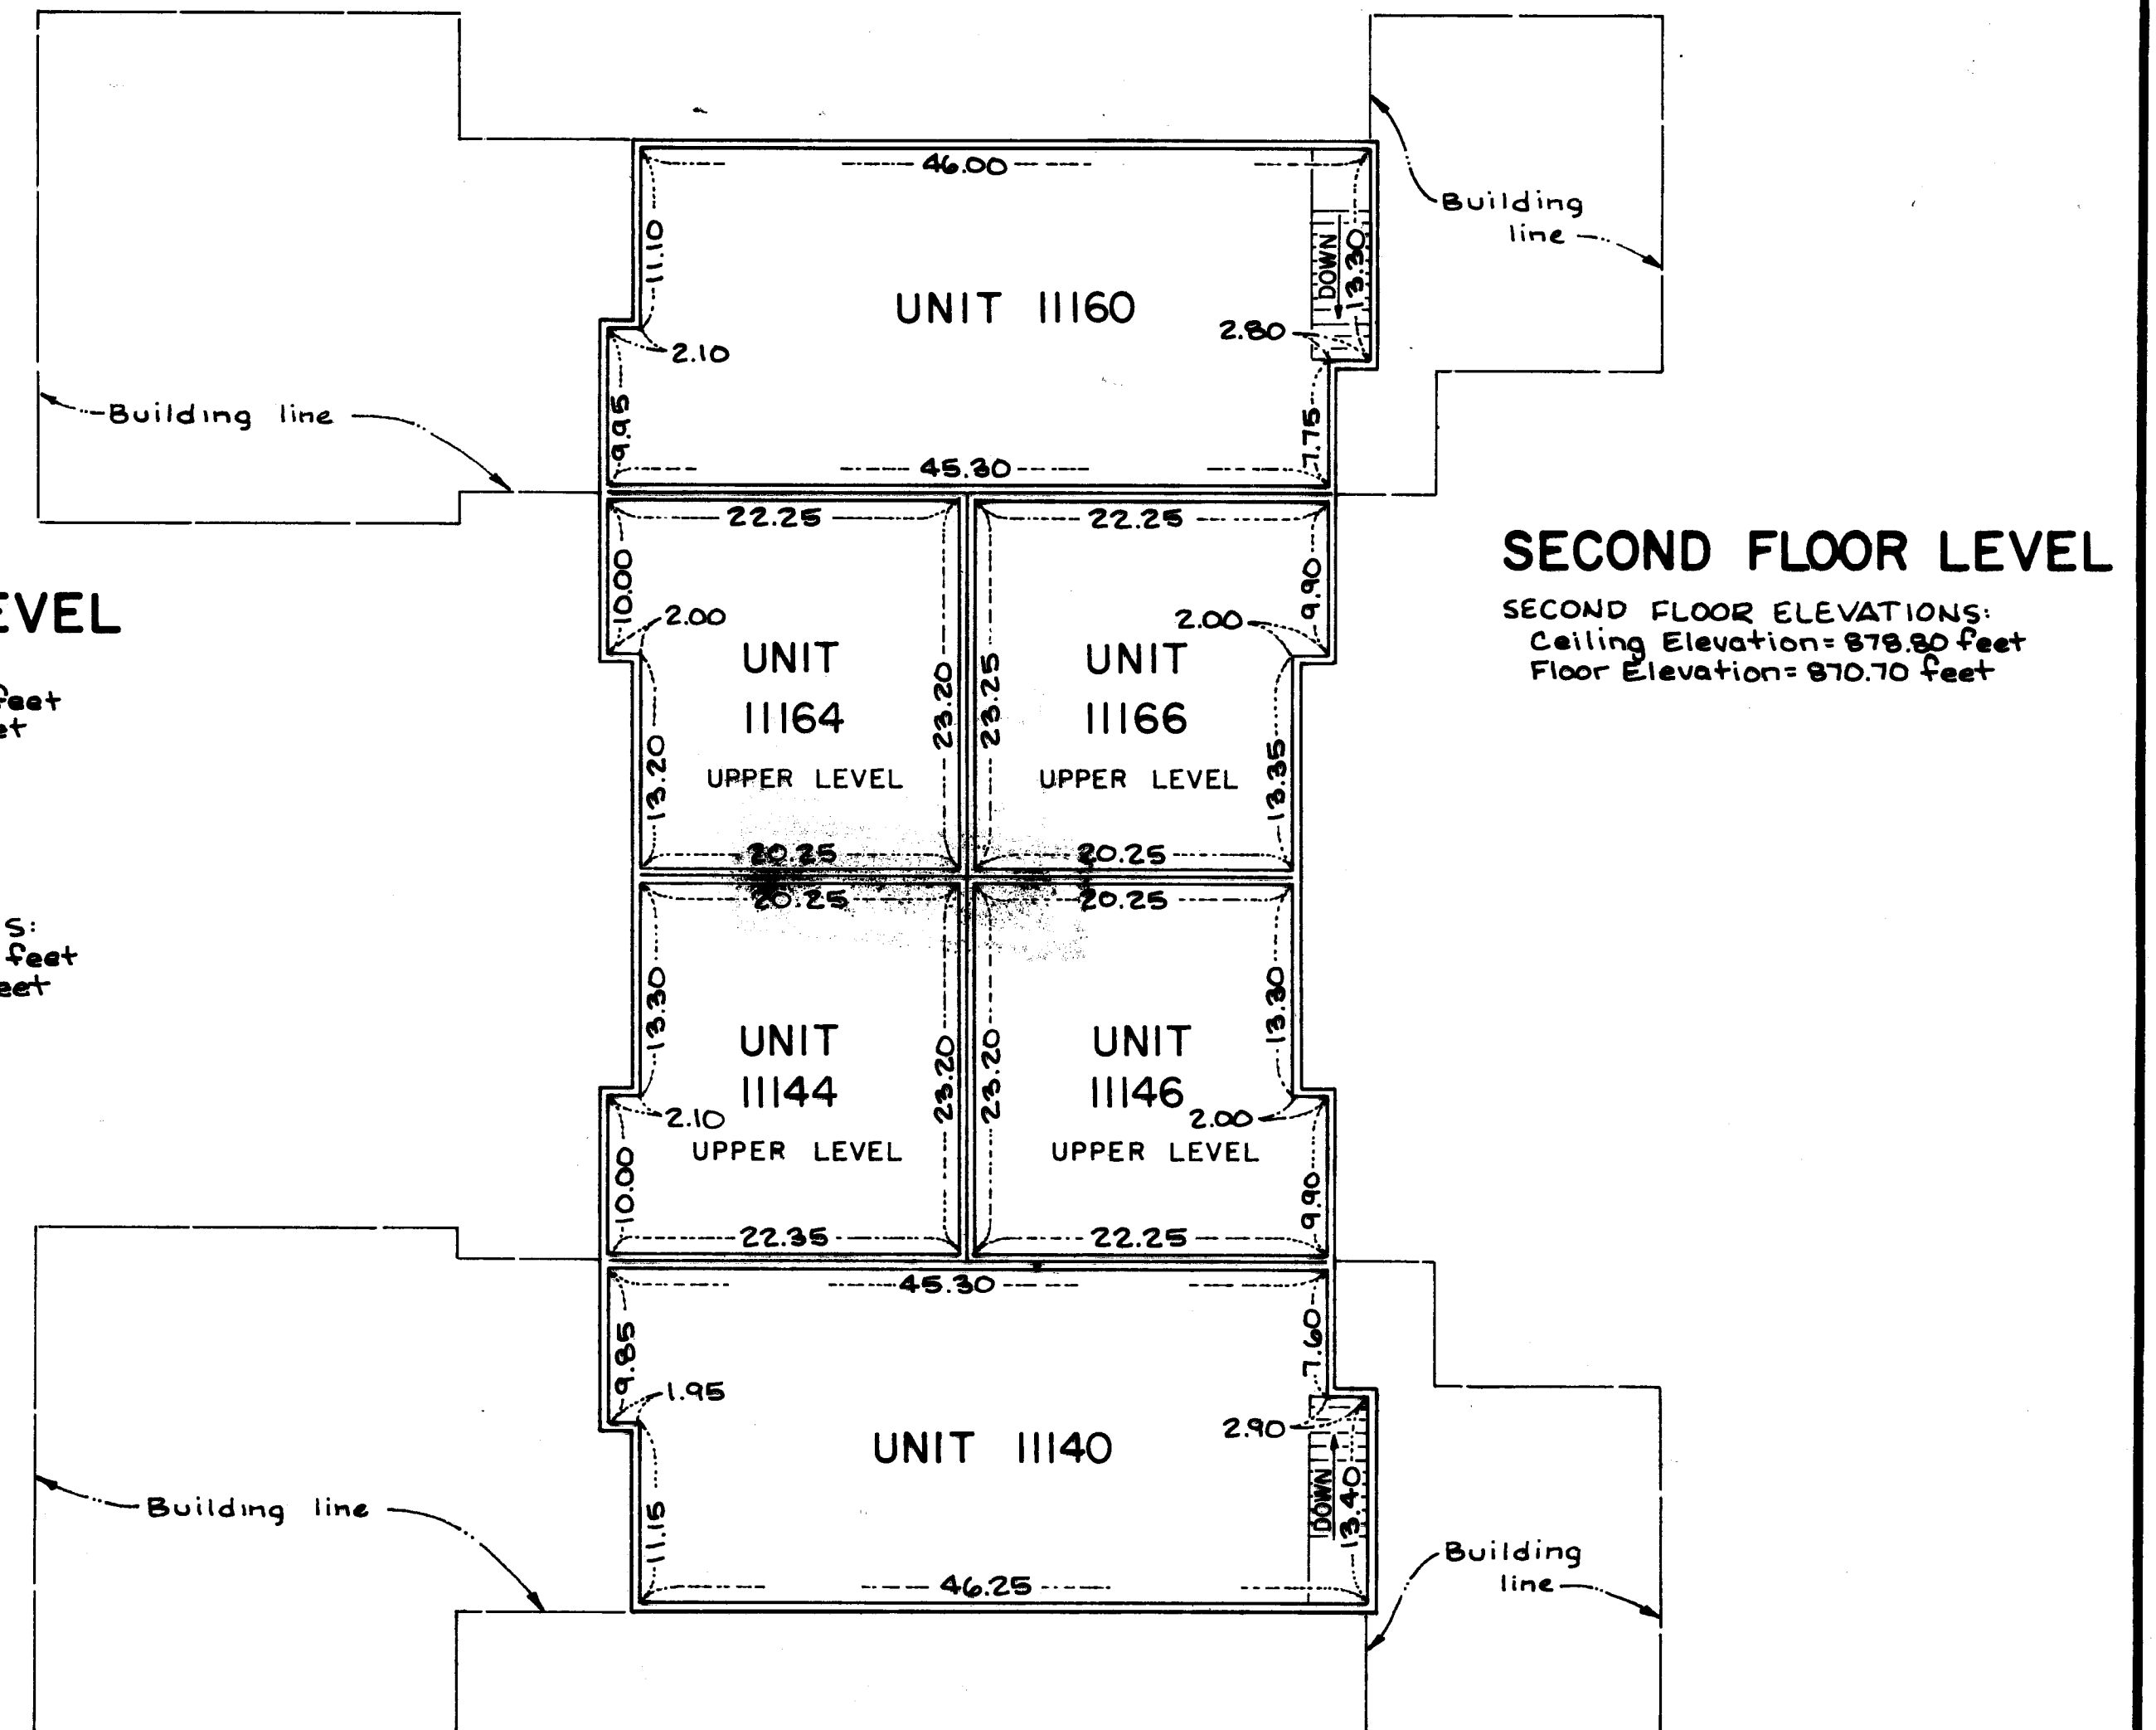 46.00
11.10
DOWN
13.30
Building
line
UNIT 11160
2.80
2.10
Building line
9.95
7.75
45.30
22.25
22.25
SECOND FLOOR LEVEL
10.00
9.90
EVEL
SECOND FLOOR ELEVATIONS:
Ceiling Elevation = 878.80 feet
Floor Elevation = 870.70 feet
2.00
2.00
UNIT
11164
UPPER LEVEL
UNIT
11166
UPPER LEVEL
23.20
23.25
feet
et
13.20
13.35
20.25
20.25
20.25
20.25
S:
feet
eet
13.30
13.30
UNIT
11144
UPPER LEVEL
UNIT
11146
UPPER LEVEL
23.20
23.20
2.10
2.00
10.00
9.90
22.35
22.25
45.30
9.85
7.60
1.95
2.90
UNIT 11140
DOWN
13.40
Building line
11.15
Building
line
46.25